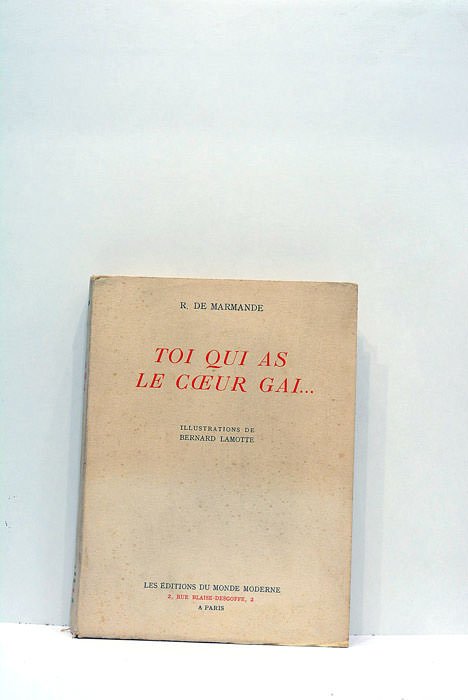 R. DE MARMANDE
TOI QUI AS
LE CŒUR GAI...
ILLUSTRATIONS DE
BERNARD LAMOTTE
LES ÉDITIONS DU MONDE MODERNE
2, RUE BLAISE-DESGOFFE, 2
A PARIS